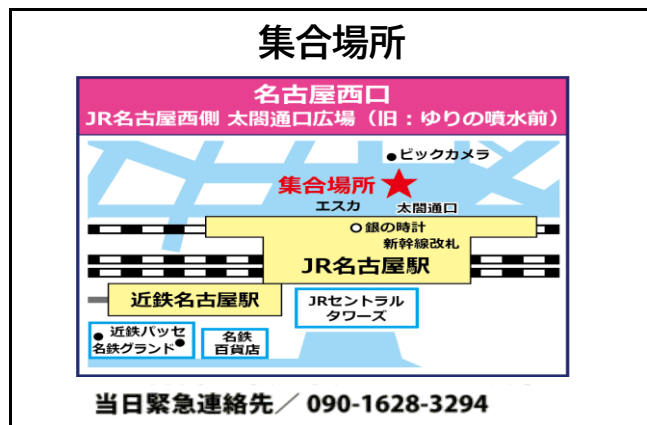 集合場所
名古屋西口
JR名古屋西側 太閤通口広場（旧：ゆりの噴水前）
ビックカメラ
集合場所
エスカ
太閤通口
銀の時計
新幹線改札
JR名古屋駅
近鉄名古屋駅
JRセントラル
タワーズ
近鉄パッセ
名鉄グランド
名鉄
百貨店
当日緊急連絡先／ 090-1628-3294